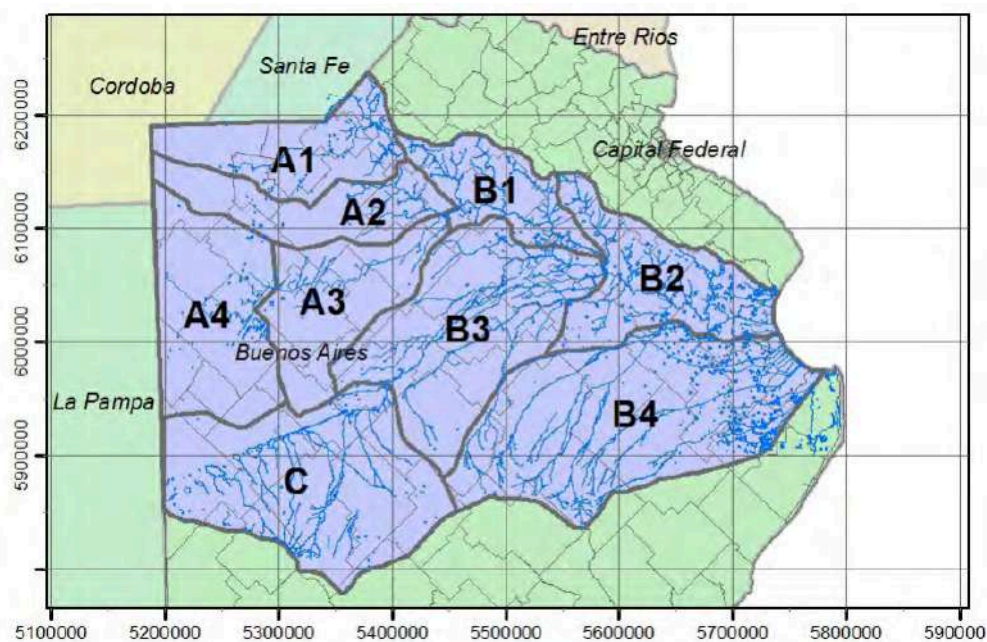 Entre Rios
Santa Fe
Cordoba
6200000
Capital Federal
A1
B1
A2
6100000
B2
A3
A4
B3
6000000
Buenos Aires
La Pampa
B4
5900000
C
5100000 5200000 5300000 5400000 5500000 5600000 5700000 5800000 59000